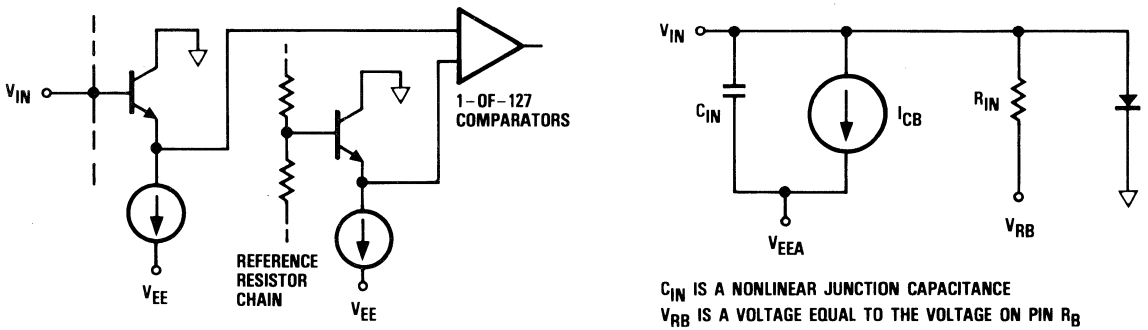 V_IN
V_EE
REFERENCE
RESISTOR
CHAIN
V_EE
1-OF-127
COMPARATORS
V_IN
C_IN
I_CB
R_IN
V_EEA
V_RB
C_IN IS A NONLINEAR JUNCTION CAPACITANCE
V_RB IS A VOLTAGE EQUAL TO THE VOLTAGE ON PIN R_B